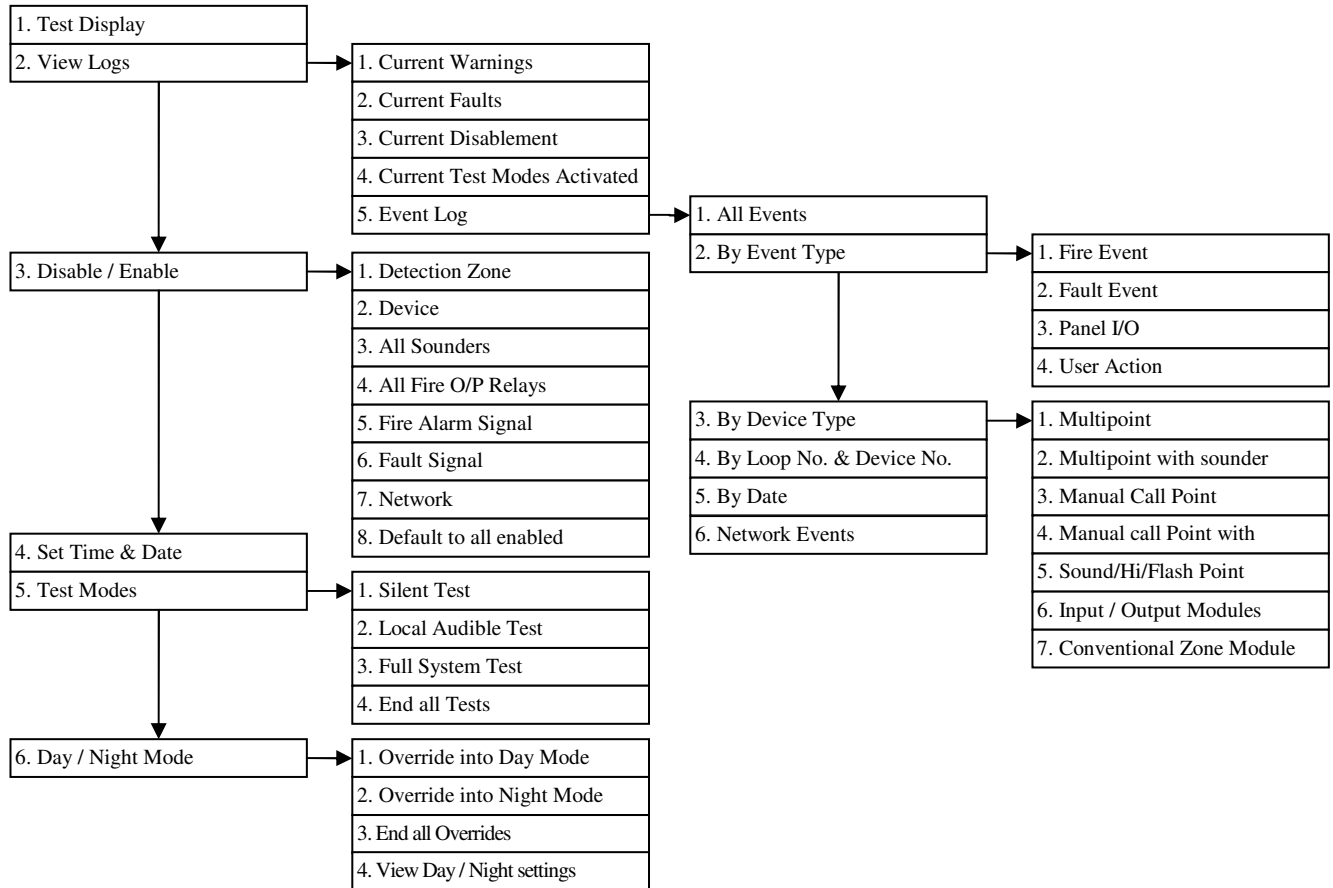 1. Test Display
2. View Logs
1. Current Warnings
2. Current Faults
3. Current Disablement
4. Current Test Modes Activated
5. Event Log
1. All Events
2. By Event Type
1. Fire Event
2. Fault Event
3. Panel I/O
4. User Action
3. By Device Type
4. By Loop No. & Device No.
5. By Date
6. Network Events
1. Multipoint
2. Multipoint with sounder
3. Manual Call Point
4. Manual call Point with
5. Sound/Hi/Flash Point
6. Input / Output Modules
7. Conventional Zone Module
3. Disable / Enable
1. Detection Zone
2. Device
3. All Sounders
4. All Fire O/P Relays
5. Fire Alarm Signal
6. Fault Signal
7. Network
8. Default to all enabled
4. Set Time & Date
5. Test Modes
1. Silent Test
2. Local Audible Test
3. Full System Test
4. End all Tests
6. Day / Night Mode
1. Override into Day Mode
2. Override into Night Mode
3. End all Overrides
4. View Day / Night settings